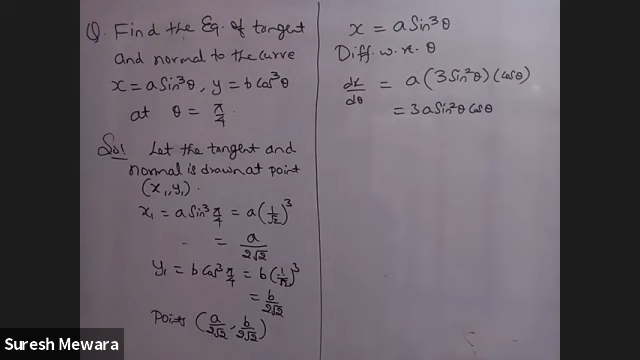 Q. Find the Eq. of tangent
and normal to the curve
x = a Sin³θ, y = b Cos³θ
at θ = π/4.
Sol Let the tangent and
normal is drawn at point
(x₁, y₁).
x₁ = a Sin³ π/4 = a(1/√2)³
= a/2√2
y₁ = b Cos³ π/4 = b(1/√2)³
= b/2√2
Point (a/2√2, b/2√2)
x = a Sin³θ
Diff. w. r. θ
dx/dθ = a(3 Sin²θ)(Cosθ)
= 3a Sin²θ Cosθ
Suresh Mewara